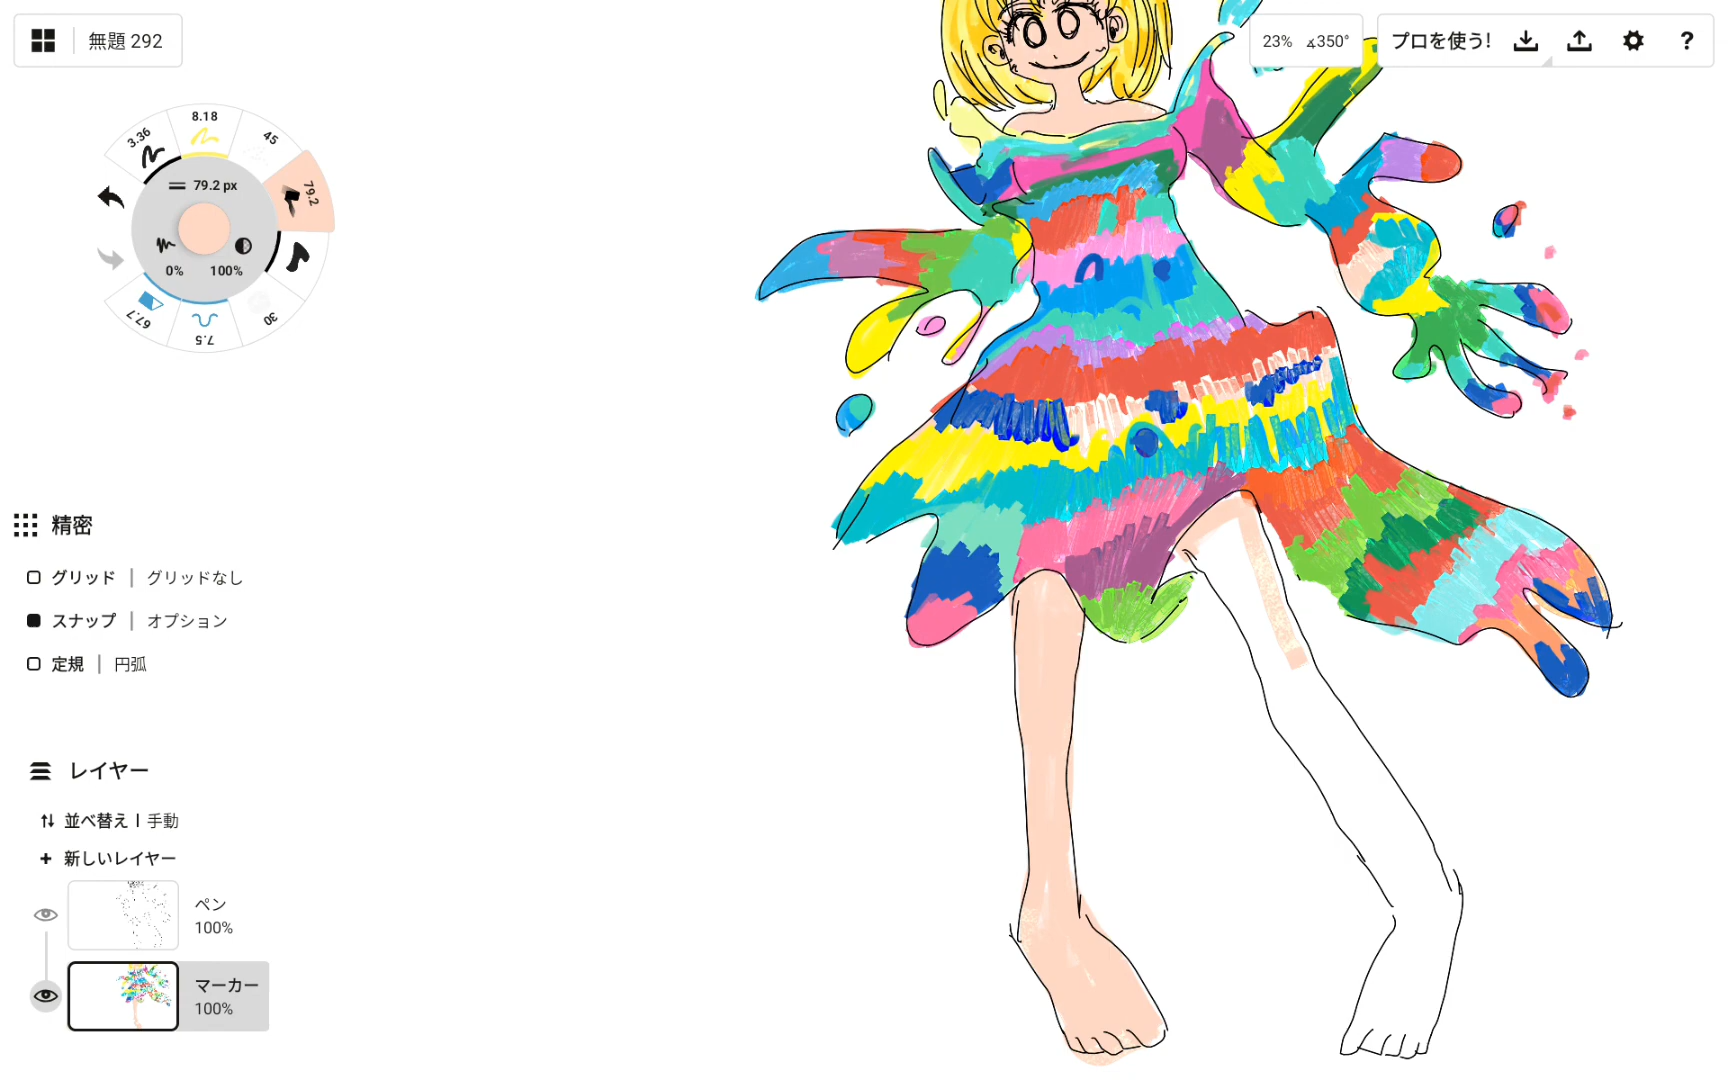 無題 292
23% ∡350°
プロを使う!
?
3.36
8.18
45
79.2
79.2 px
0%
100%
67.7
7.5
30
精密
グリッド | グリッドなし
スナップ | オプション
定規 | 円弧
レイヤー
並べ替え | 手動
+ 新しいレイヤー
ペン
100%
マーカー
100%